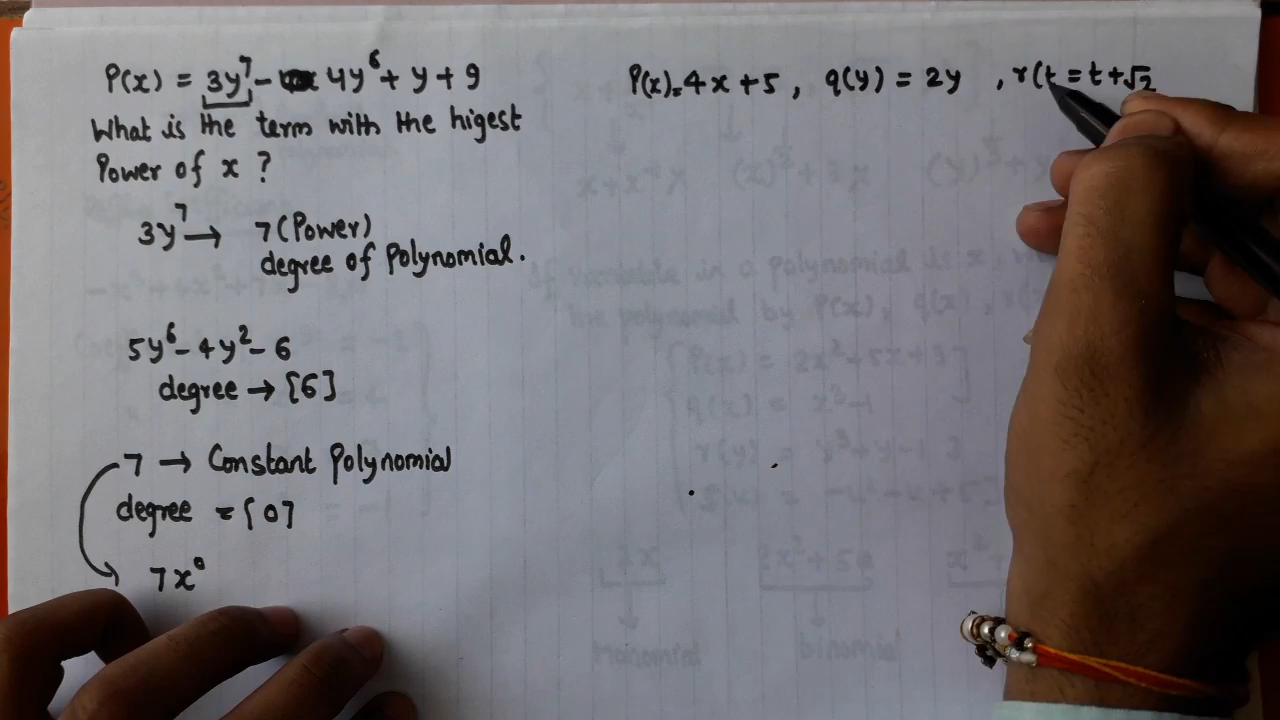 P(x) = 3y⁷ - 4y⁶ + y + 9
What is the term with the higest
Power of x ?
3y⁷ → 7 (Power)
degree of Polynomial.
5y⁶ - 4y² - 6
degree → [6]
7 → Constant Polynomial
degree = [0]
7x⁰
P(x) = 4x + 5 , q(y) = 2y , r(t = t + √2